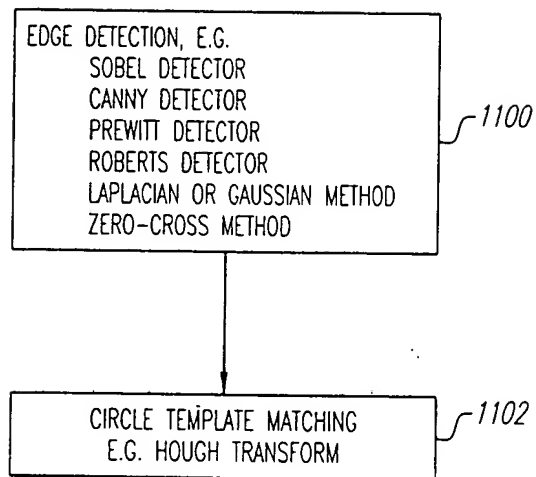 EDGE DETECTION, E.G.
SOBEL DETECTOR
CANNY DETECTOR
PREWITT DETECTOR
ROBERTS DETECTOR
LAPLACIAN OR GAUSSIAN METHOD
ZERO-CROSS METHOD
1100
CIRCLE TEMPLATE MATCHING
E.G. HOUGH TRANSFORM
1102